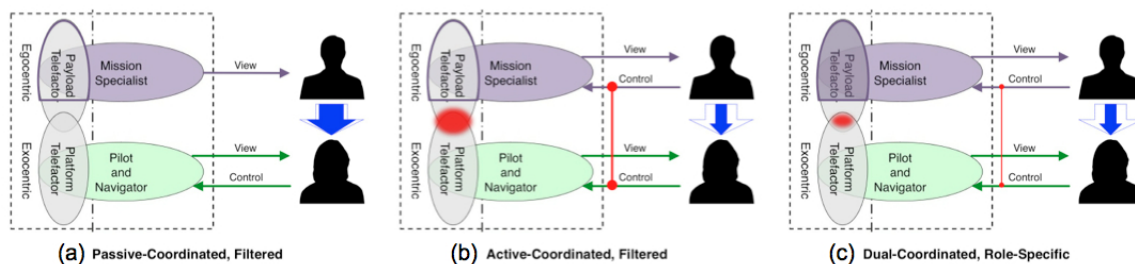 Egocentric
Payload
Telefactor
Mission
Specialist
View
Exocentric
Platform
Telefactor
Pilot
and
Navigator
View
Control
(a) Passive-Coordinated, Filtered
Egocentric
Payload
Telefactor
Mission
Specialist
View
Control
Exocentric
Platform
Telefactor
Pilot
and
Navigator
View
Control
(b) Active-Coordinated, Filtered
Egocentric
Payload
Telefactor
Mission
Specialist
View
Control
Exocentric
Platform
Telefactor
Pilot
and
Navigator
View
Control
(c) Dual-Coordinated, Role-Specific